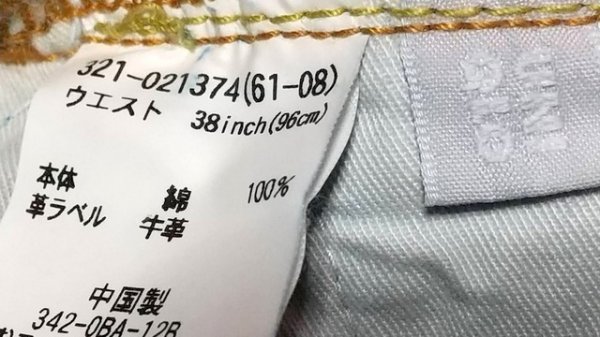 321-021374(61-08)
ウエスト 38inch(96cm)
本体 綿 100%
革ラベル 牛革
中国製
342-0BA-12B